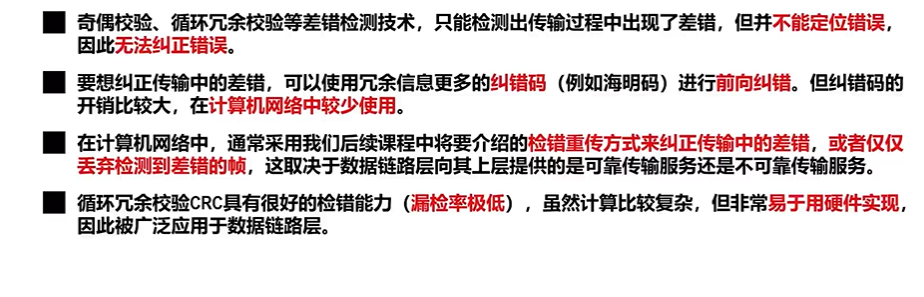 奇偶校验、循环冗余校验等差错检测技术，只能检测出传输过程中出现了差错，但并不能定位错误，
因此无法纠正错误。
要想纠正传输中的差错，可以使用冗余信息更多的纠错码（例如海明码）进行前向纠错。但纠错码的
开销比较大，在计算机网络中较少使用。
在计算机网络中，通常采用我们后续课程中将要介绍的检错重传方式来纠正传输中的差错，或者仅仅
丢弃检测到差错的帧，这取决于数据链路层向其上层提供的是可靠传输服务还是不可靠传输服务。
循环冗余校验CRC具有很好的检错能力（漏检率极低），虽然计算比较复杂，但非常易于用硬件实现，
因此被广泛应用于数据链路层。